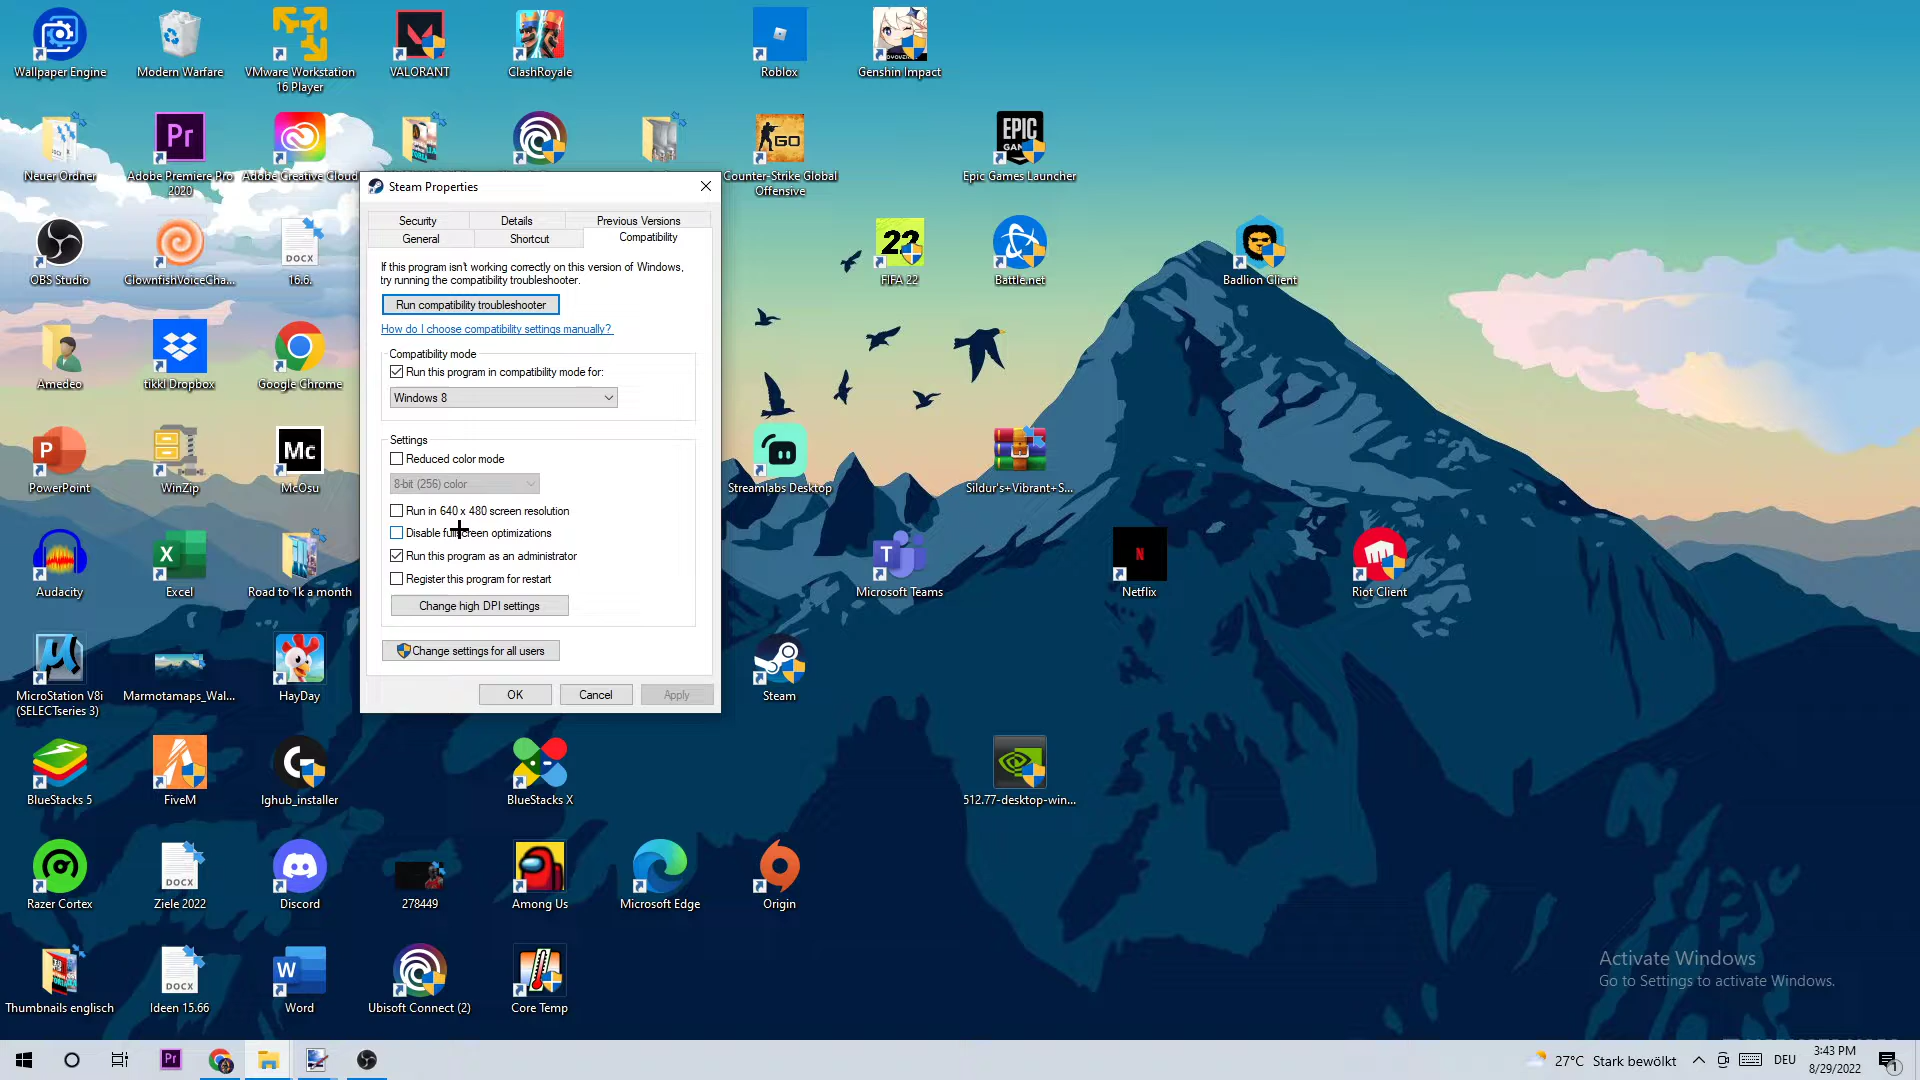 Wallpaper Engine
Modern Warfare
VMware Workstation
16 Player
VALORANT
ClashRoyale
Roblox
Genshin Impact
Neuer Ordner
Adobe Premiere Pro
2020
Adobe Creative Cloud
Counter-Strike Global
Offensive
Epic Games Launcher
OBS Studio
ClownfishVoiceCha...
16.6.
FIFA 22
Battle.net
Badlion Client
Amedeo
tikkl Dropbox
Google Chrome
PowerPoint
WinZip
McOsu
Streamlabs Desktop
Sildur's+Vibrant+S...
Audacity
Excel
Road to 1k a month
Microsoft Teams
Netflix
Riot Client
MicroStation V8i
(SELECTseries 3)
Marmotamaps_Wal...
HayDay
Steam
BlueStacks 5
FiveM
lghub_installer
BlueStacks X
512.77-desktop-win...
Razer Cortex
Ziele 2022
Discord
278449
Among Us
Microsoft Edge
Origin
Thumbnails englisch
Ideen 15.66
Word
Ubisoft Connect (2)
Core Temp
Steam Properties
Security
Details
Previous Versions
General
Shortcut
Compatibility
If this program isn't working correctly on this version of Windows,
try running the compatibility troubleshooter.
Run compatibility troubleshooter
How do I choose compatibility settings manually?
Compatibility mode
Run this program in compatibility mode for:
Windows 8
Settings
Reduced color mode
8-bit (256) color
Run in 640 x 480 screen resolution
Disable fullscreen optimizations
Run this program as an administrator
Register this program for restart
Change high DPI settings
Change settings for all users
OK
Cancel
Apply
Activate Windows
Go to Settings to activate Windows.
27°C Stark bewölkt
DEU
3:43 PM
8/29/2022